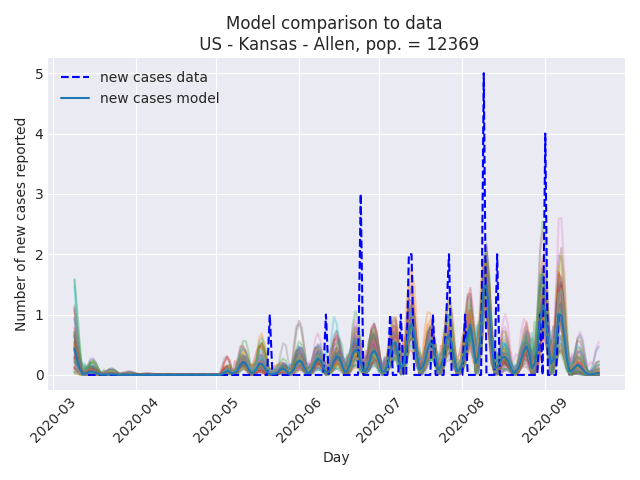 Model comparison to data
US - Kansas - Allen, pop. = 12369
new cases data
new cases model
Number of new cases reported
5
4
3
2
1
0
2020-03
2020-04
2020-05
2020-06
2020-07
2020-08
2020-09
Day